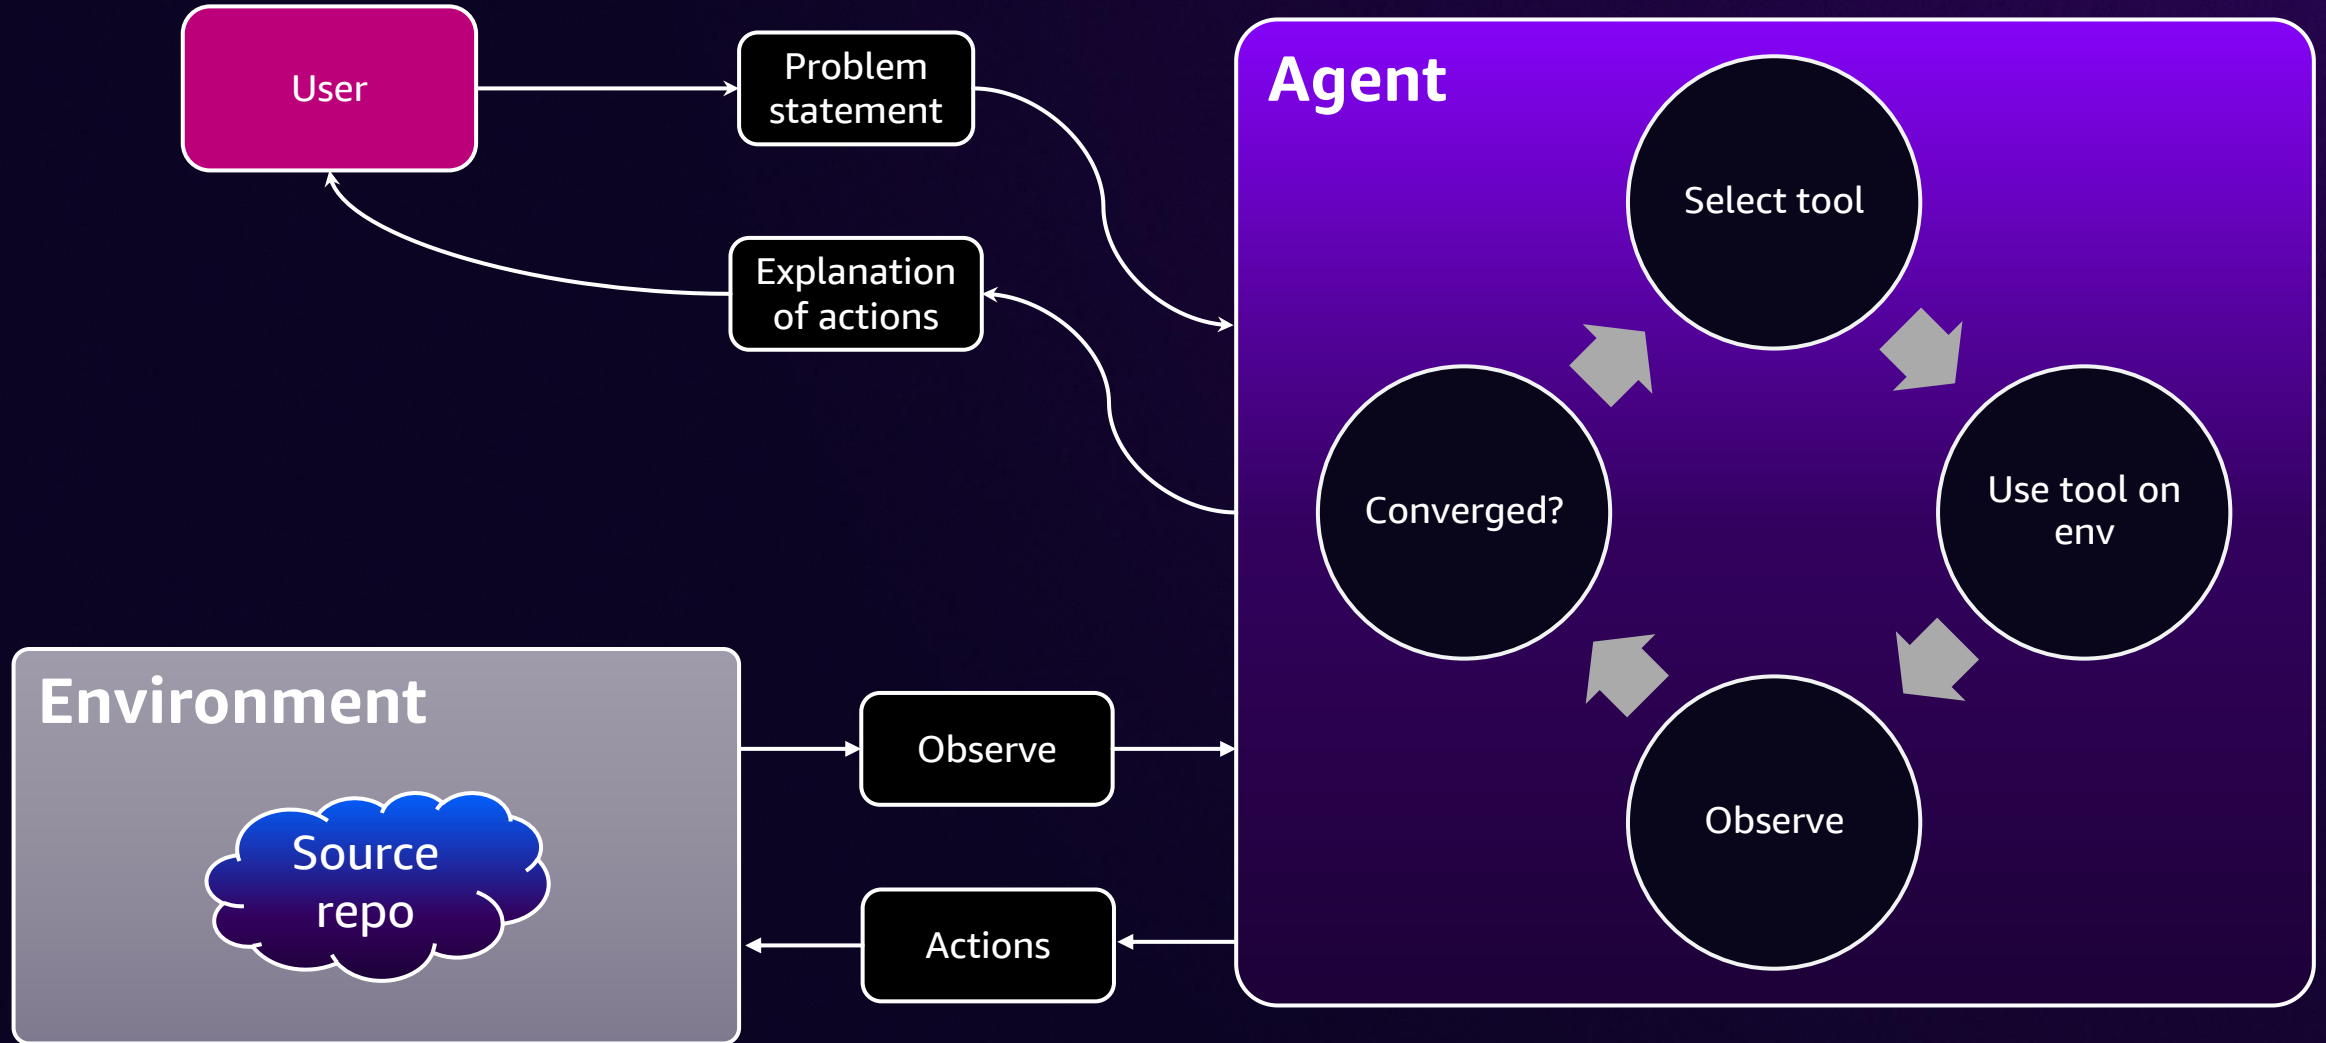 User
Problem
statement
Explanation
of actions
Agent
Select tool
Use tool on
env
Observe
Converged?
Environment
Source
repo
Observe
Actions